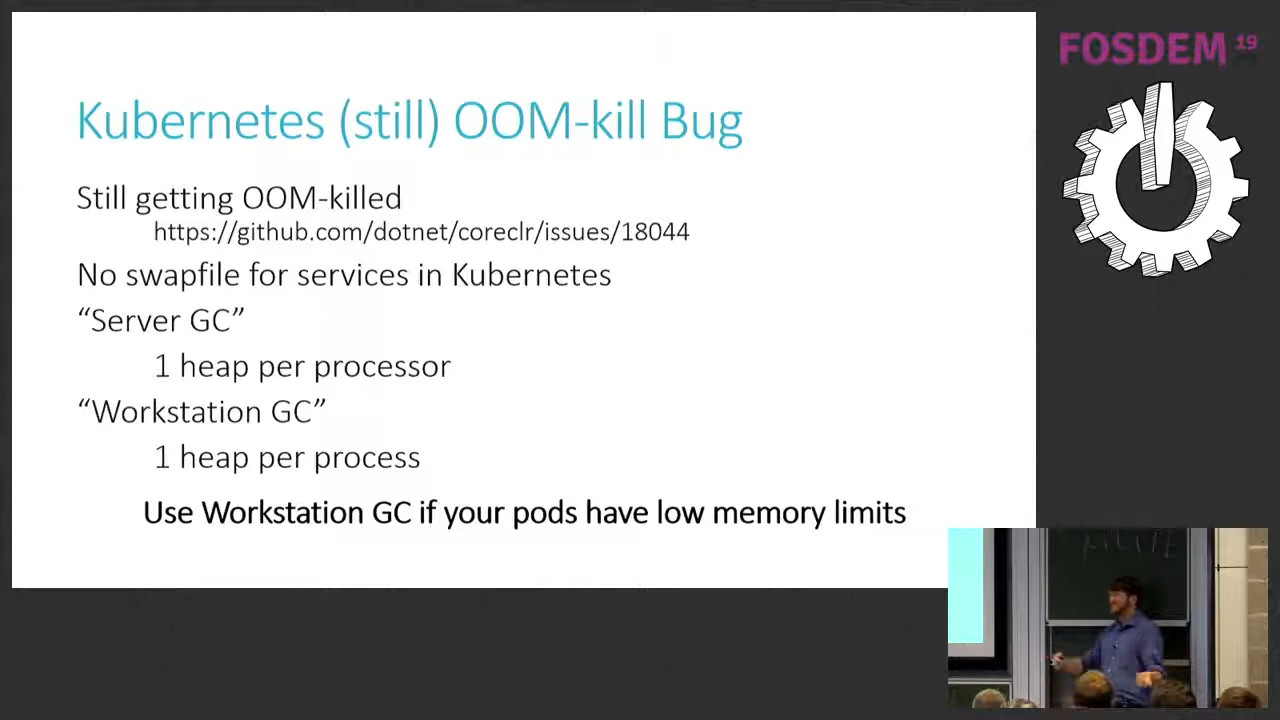 FOSDEM 19
Kubernetes (still) OOM-kill Bug
Still getting OOM-killed
https://github.com/dotnet/coreclr/issues/18044
No swapfile for services in Kubernetes
“Server GC”
1 heap per processor
“Workstation GC”
1 heap per process
Use Workstation GC if your pods have low memory limits